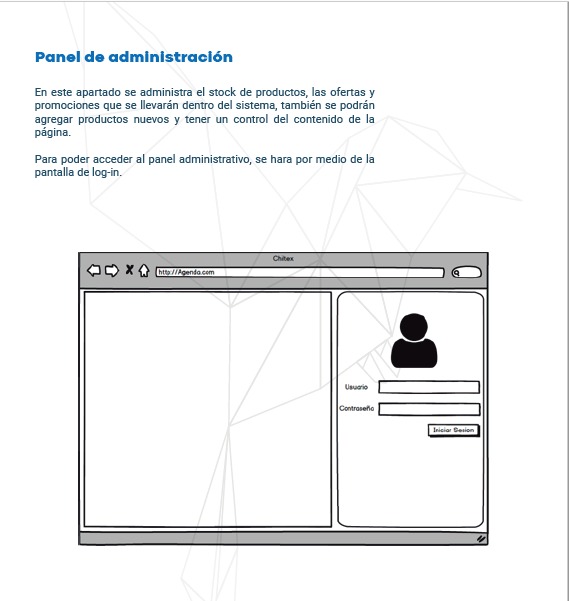 Panel de administración
En este apartado se administra el stock de productos, las ofertas y
promociones que se llevarán dentro del sistema, también se podrán
agregar productos nuevos y tener un control del contenido de la
página.
Para poder acceder al panel administrativo, se hara por medio de la
pantalla de log-in.
Chitex
http://Agenda.com
Usuario
Contraseña
Iniciar Sesion